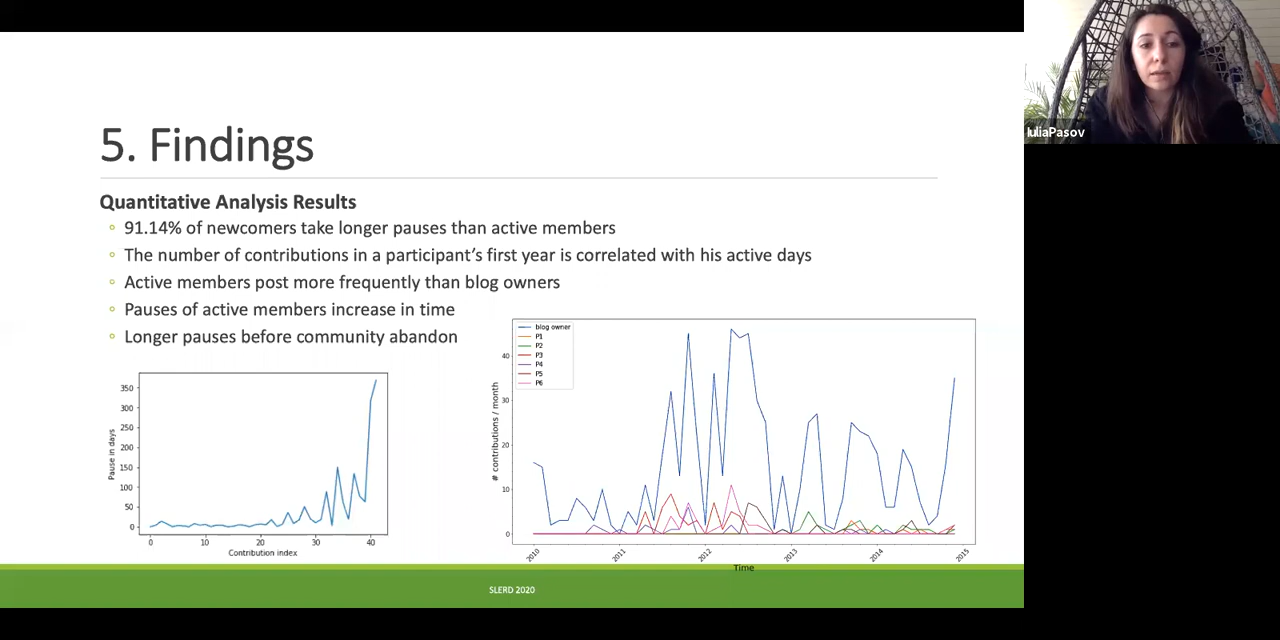 5. Findings
Quantitative Analysis Results
91.14% of newcomers take longer pauses than active members
The number of contributions in a participant's first year is correlated with his active days
Active members post more frequently than blog owners
Pauses of active members increase in time
Longer pauses before community abandon
350
300
250
200
150
100
50
0
Pause in days
0 10 20 30 40
Contribution index
blog owner
P1
P2
P3
P4
P5
P6
40
30
20
10
0
# contributions / month
2010 2011 2012 2013 2014 2015
Time
SLERD 2020
IuliaPasov